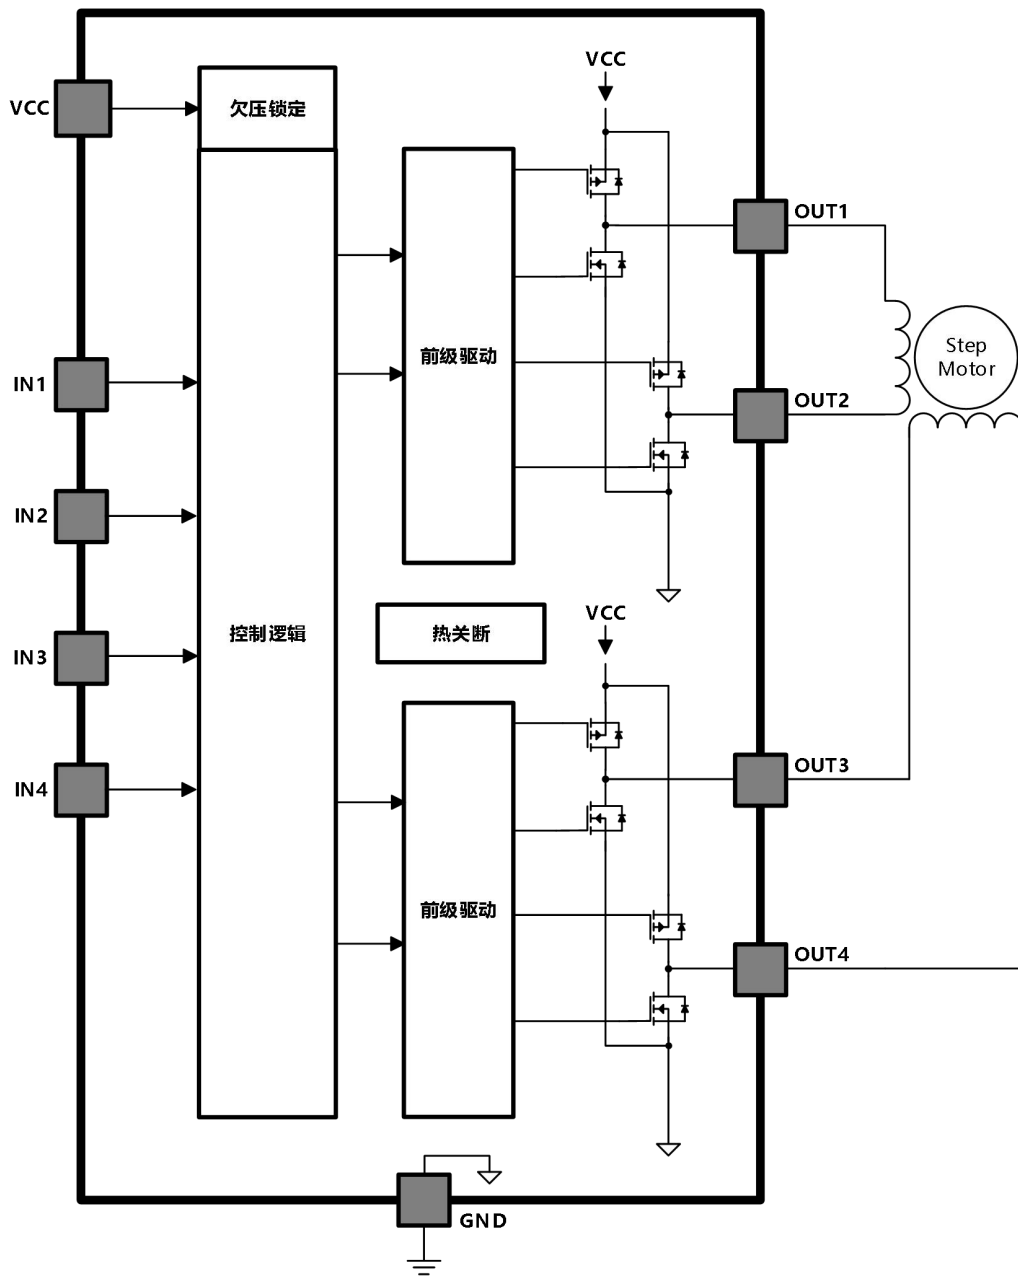 VCC
VCC
欠压锁定
OUT1
前级驱动
Step
Motor
IN1
OUT2
IN2
VCC
控制逻辑
热关断
IN3
OUT3
IN4
前级驱动
OUT4
GND